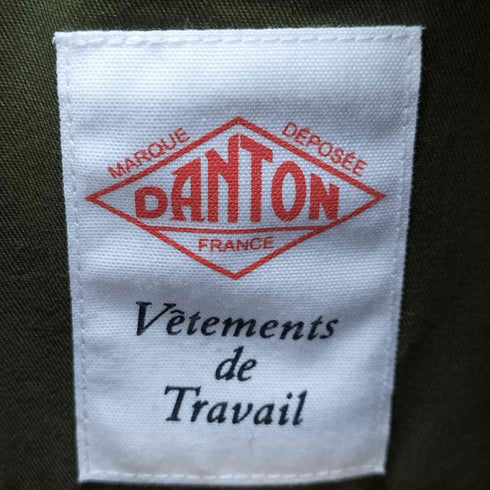 MARQUE DÉPOSÉE
DANTON
FRANCE
Vêtements
de
Travail